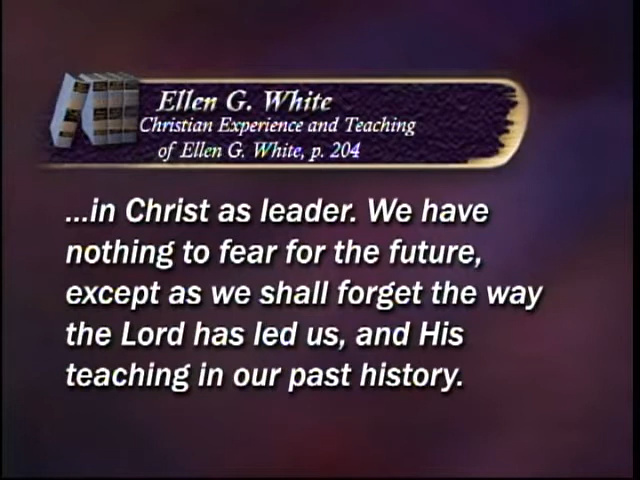 Ellen G. White
Christian Experience and Teaching
of Ellen G. White, p. 204
...in Christ as leader. We have
nothing to fear for the future,
except as we shall forget the way
the Lord has led us, and His
teaching in our past history.